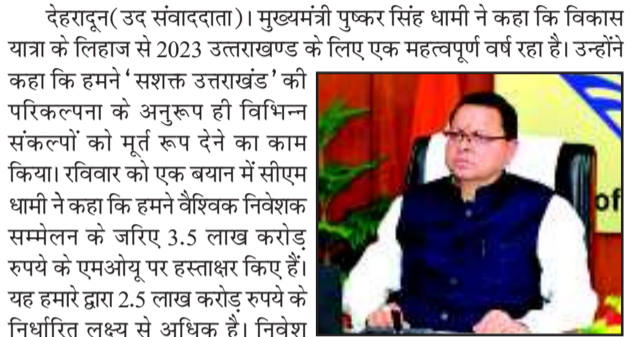 देहरादून(उद संवाददाता)। मुख्यमंत्री पुष्कर सिंह धामी ने कहा कि विकास
यात्रा के लिहाज से 2023 उत्तराखण्ड के लिए एक महत्वपूर्ण वर्ष रहा है। उन्होंने
कहा कि हमने ‘सशक्त उत्तराखंड’ की
परिकल्पना के अनुरूप ही विभिन्न
संकल्पों को मूर्त रूप देने का काम
किया। रविवार को एक बयान में सीएम
धामी ने कहा कि हमने वैश्विक निवेशक
सम्मेलन के जरिए 3.5 लाख करोड़
रुपये के एमओयू पर हस्ताक्षर किए हैं।
यह हमारे द्वारा 2.5 लाख करोड़ रुपये के
निर्धारित लक्ष्य से अधिक है। निवेश
of